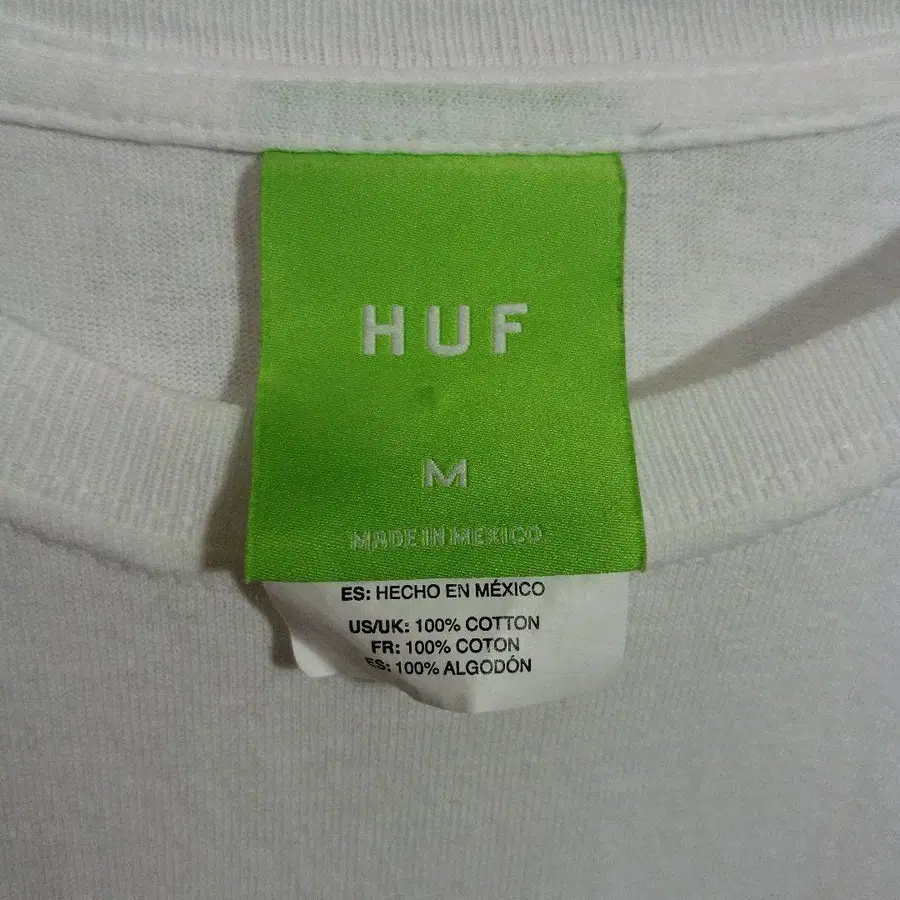 HUF
M
MADE IN MEXICO
ES: HECHO EN MÉXICO
US/UK: 100% COTTON
FR: 100% COTON
ES: 100% ALGODÓN